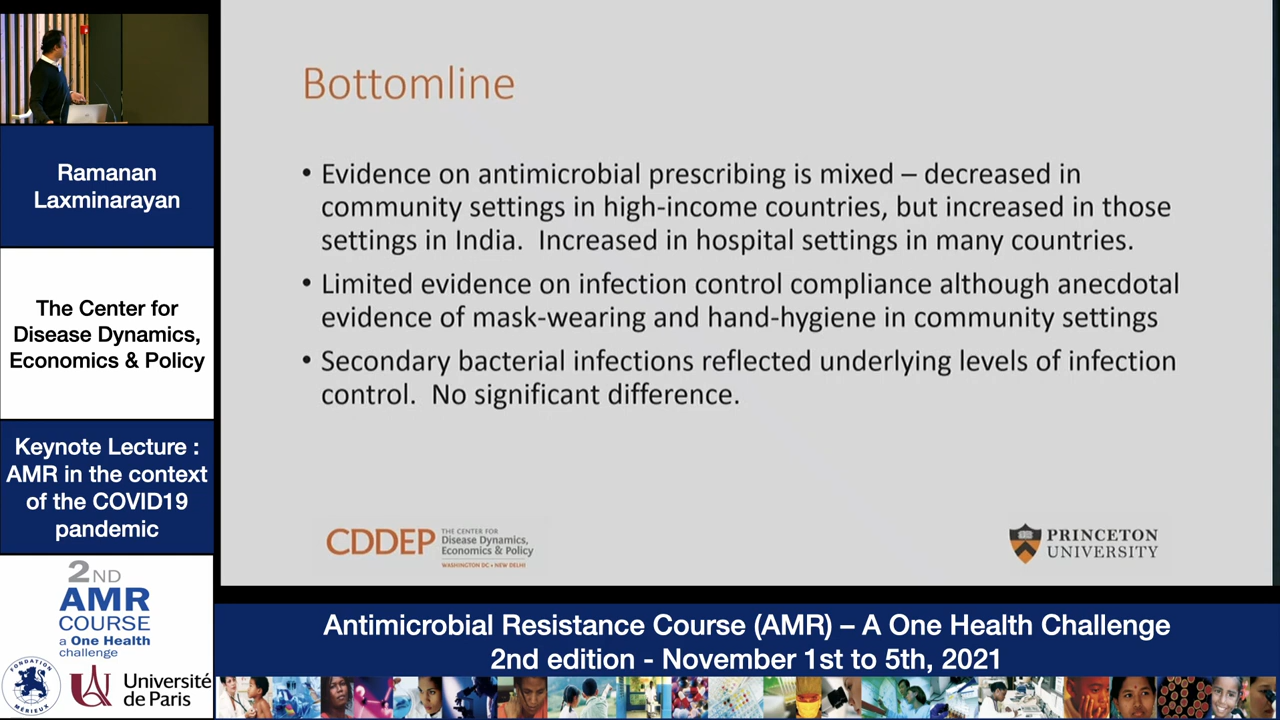 Ramanan
Laxminarayan
The Center for
Disease Dynamics,
Economics & Policy
Keynote Lecture :
AMR in the context
of the COVID19
pandemic
2ND
AMR
COURSE
a One Health
challenge
FONDATION
MÉRIEUX
Université
de Paris
Bottomline
• Evidence on antimicrobial prescribing is mixed – decreased in
community settings in high-income countries, but increased in those
settings in India.  Increased in hospital settings in many countries.
• Limited evidence on infection control compliance although anecdotal
evidence of mask-wearing and hand-hygiene in community settings
• Secondary bacterial infections reflected underlying levels of infection
control.  No significant difference.
CDDEP
THE CENTER FOR
Disease Dynamics,
Economics & Policy
WASHINGTON DC • NEW DELHI
PRINCETON
UNIVERSITY
Antimicrobial Resistance Course (AMR) – A One Health Challenge
2nd edition - November 1st to 5th, 2021